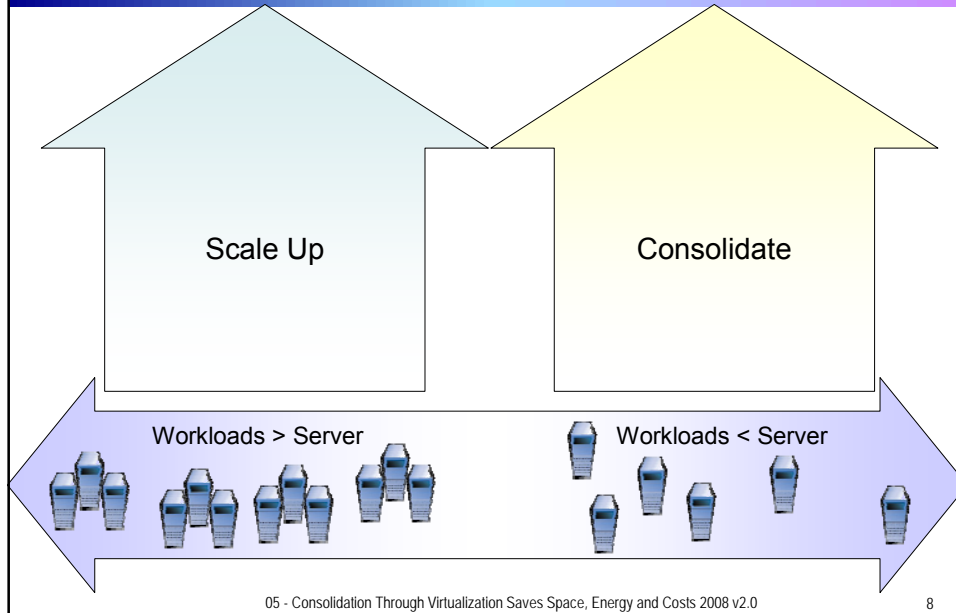 Scale Up
Consolidate
Workloads > Server
Workloads < Server
05 - Consolidation Through Virtualization Saves Space, Energy and Costs 2008 v2.0
8